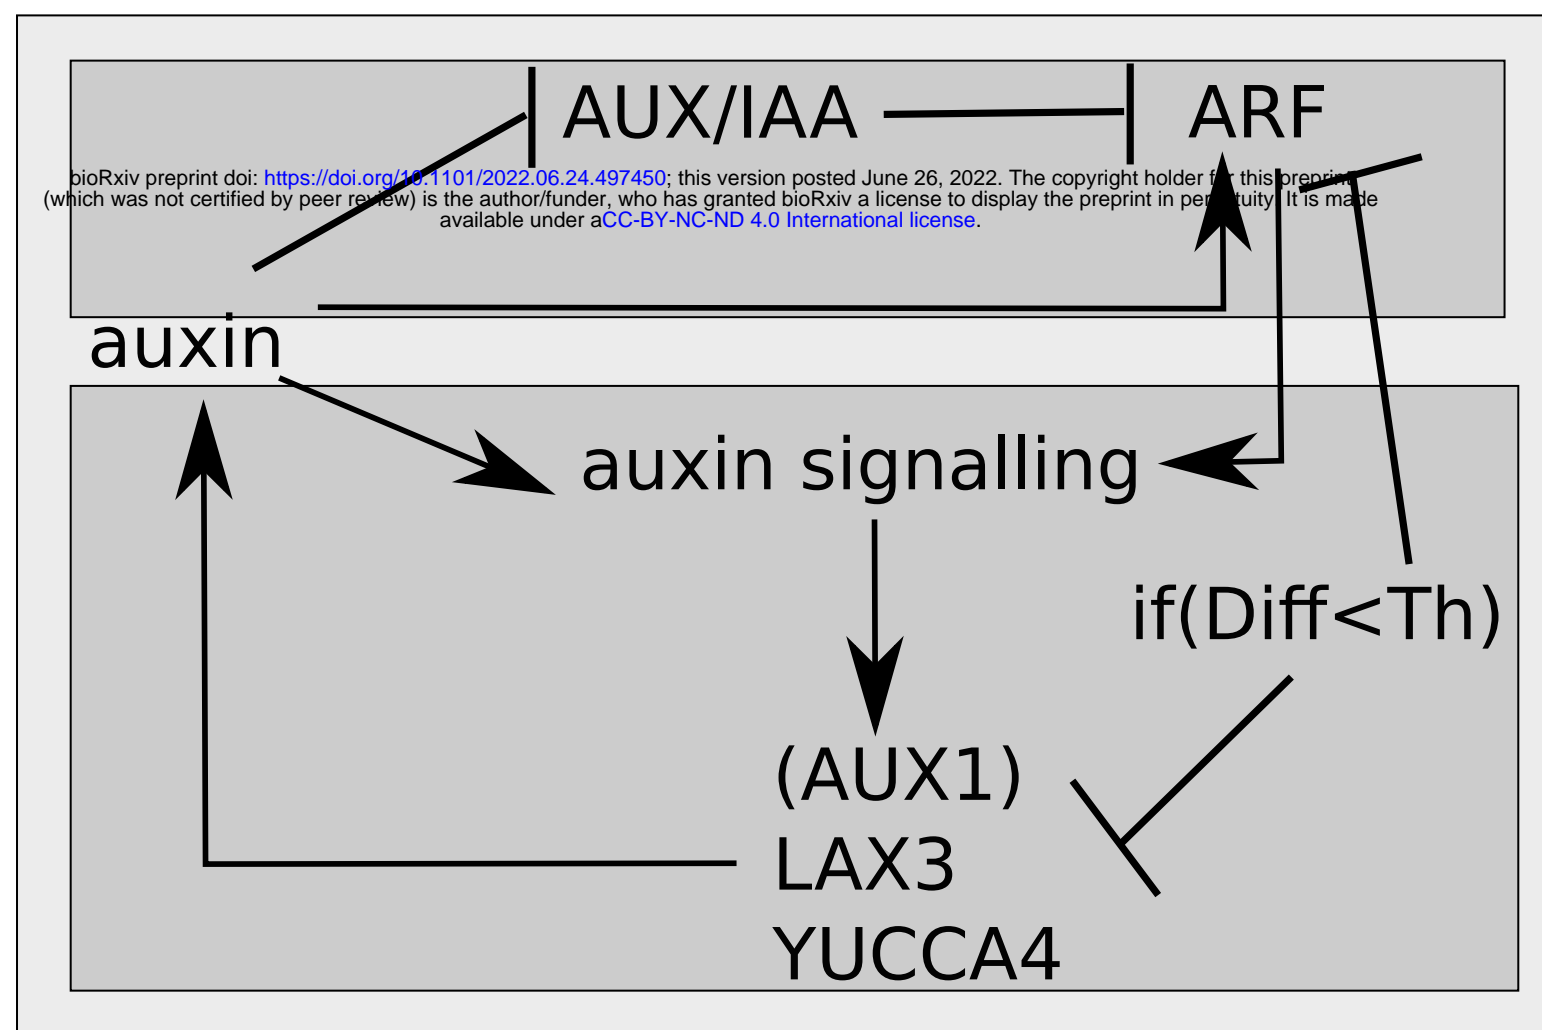 AUX/IAA ARF
bioRxiv preprint doi: https://doi.org/10.1101/2022.06.24.497450; this version posted June 26, 2022. The copyright holder for this preprint
(which was not certified by peer review) is the author/funder, who has granted bioRxiv a license to display the preprint in perpetuity. It is made
available under aCC-BY-NC-ND 4.0 International license.
auxin
auxin signalling
if(Diff<Th)
(AUX1)
LAX3
YUCCA4